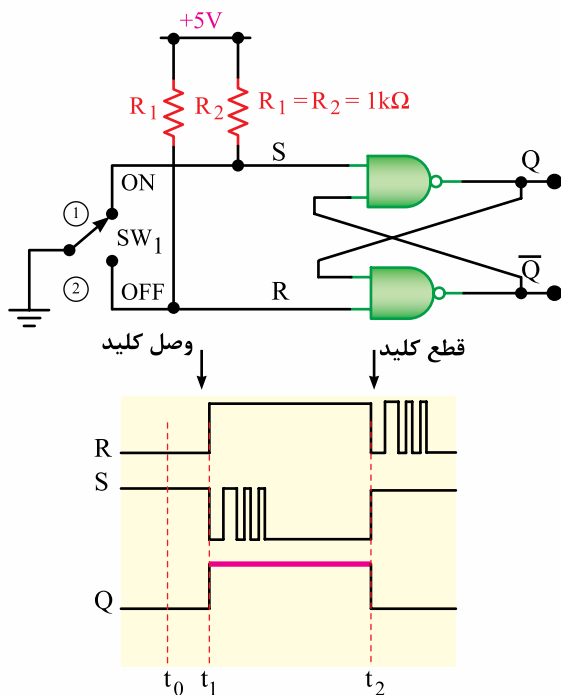 +5V
R1 R2 R1 = R2 = 1kΩ
S Q
ON
1
SW1
2
OFF R Q̅
وصل کلید قطع کلید
R
S
Q
t0 t1 t2